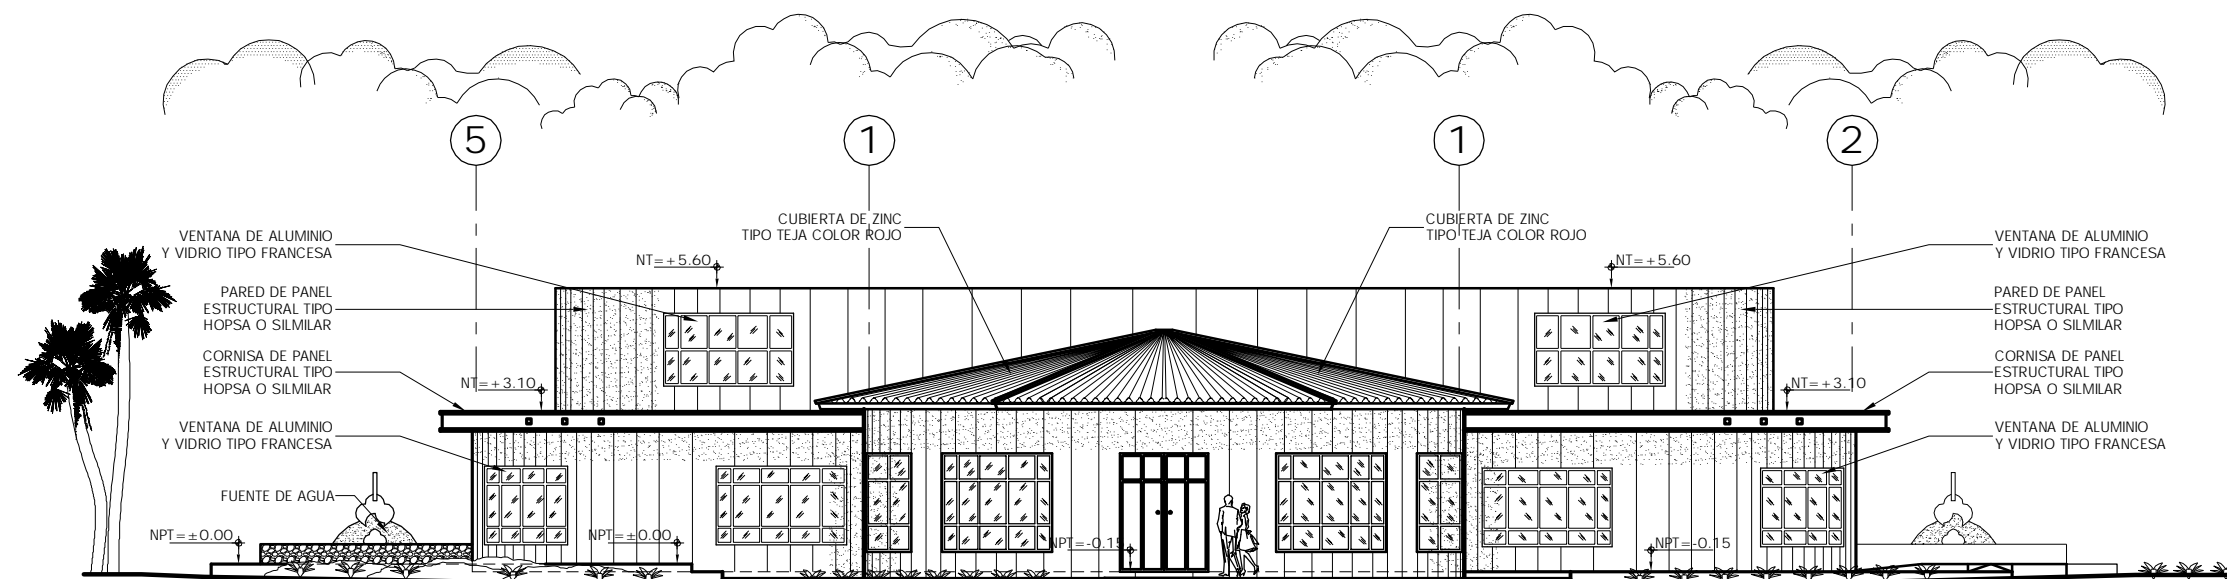 5
1
1
2
CUBIERTA DE ZINC
TIPO TEJA COLOR ROJO
CUBIERTA DE ZINC
TIPO TEJA COLOR ROJO
VENTANA DE ALUMINIO
Y VIDRIO TIPO FRANCESA
VENTANA DE ALUMINIO
Y VIDRIO TIPO FRANCESA
NT=+5.60
NT=+5.60
PARED DE PANEL
ESTRUCTURAL TIPO
HOPSA O SILMILAR
PARED DE PANEL
ESTRUCTURAL TIPO
HOPSA O SILMILAR
CORNISA DE PANEL
ESTRUCTURAL TIPO
HOPSA O SILMILAR
CORNISA DE PANEL
ESTRUCTURAL TIPO
HOPSA O SILMILAR
NT=+3.10
NT=+3.10
VENTANA DE ALUMINIO
Y VIDRIO TIPO FRANCESA
VENTANA DE ALUMINIO
Y VIDRIO TIPO FRANCESA
FUENTE DE AGUA
NPT=±0.00
NPT=±0.00
NPT=-0.15
NPT=-0.15